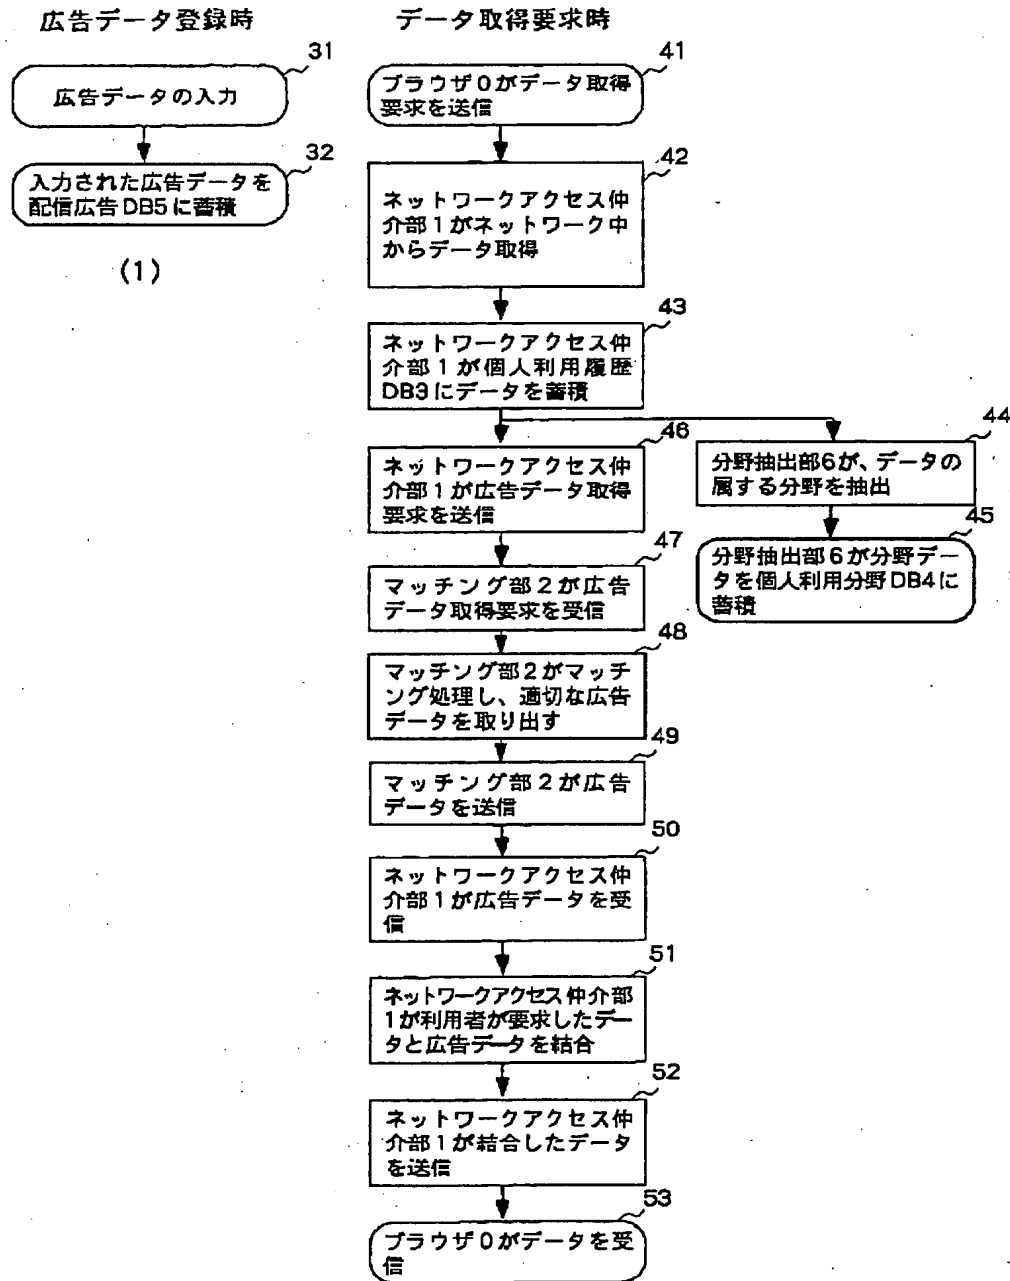 広告データ登録時
31
広告データの入力
32
入力された広告データを
配信広告DB5に蓄積
(1)
データ取得要求時
41
ブラウザ0がデータ取得
要求を送信
42
ネットワークアクセス仲
介部1がネットワーク中
からデータ取得
43
ネットワークアクセス仲
介部1が個人利用履歴
DB3にデータを蓄積
44
分野抽出部6が、データの
属する分野を抽出
45
分野抽出部6が分野デー
タを個人利用分野DB4に
蓄積
46
ネットワークアクセス仲
介部1が広告データ取得
要求を送信
47
マッチング部2が広告
データ取得要求を受信
48
マッチング部2がマッチ
ング処理し、適切な広告
データを取り出す
49
マッチング部2が広告
データを送信
50
ネットワークアクセス仲
介部1が広告データを受
信
51
ネットワークアクセス仲介部
1が利用者が要求したデー
タと広告データを結合
52
ネットワークアクセス仲
介部1が結合したデータ
を送信
53
ブラウザ0がデータを受
信